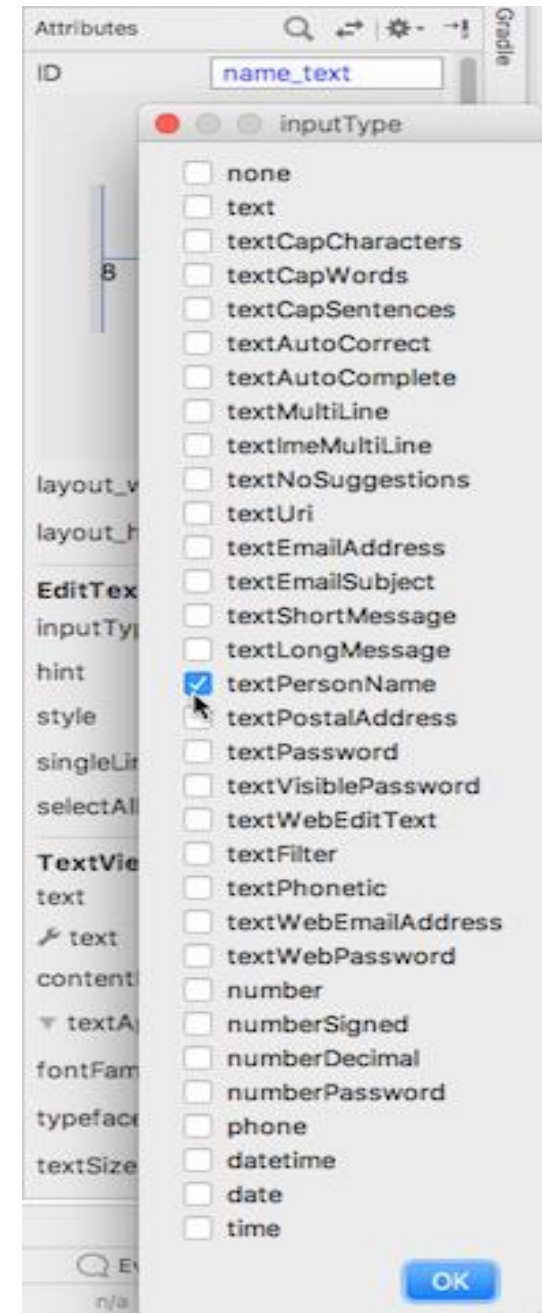 Attributes
Gradle
ID
name_text
inputType
none
text
textCapCharacters
textCapWords
textCapSentences
textAutoCorrect
8
textAutoComplete
textMultiLine
textImeMultiLine
layout_w
textNoSuggestions
textUri
layout_h
textEmailAddress
EditTex
textEmailSubject
inputTyp
textShortMessage
textLongMessage
hint
textPersonName
style
textPostalAddress
singleLin
textPassword
textVisiblePassword
selectAll
textWebEditText
textFilter
TextVie
text
textPhonetic
text
textWebEmailAddress
textWebPassword
content
number
textA
numberSigned
fontFam
numberDecimal
numberPassword
typeface
phone
textSize
datetime
date
time
Ev
n/a
OK